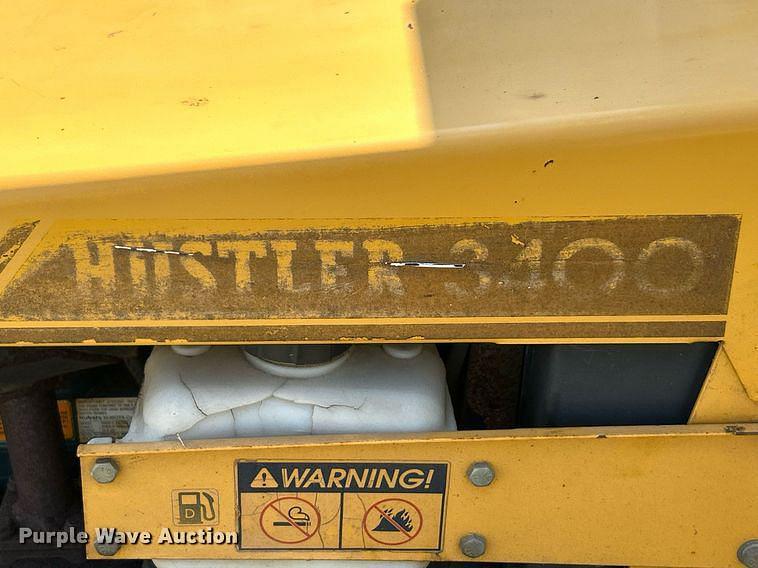 HUSTLER 3400
WARNING!
D
Purple Wave Auction